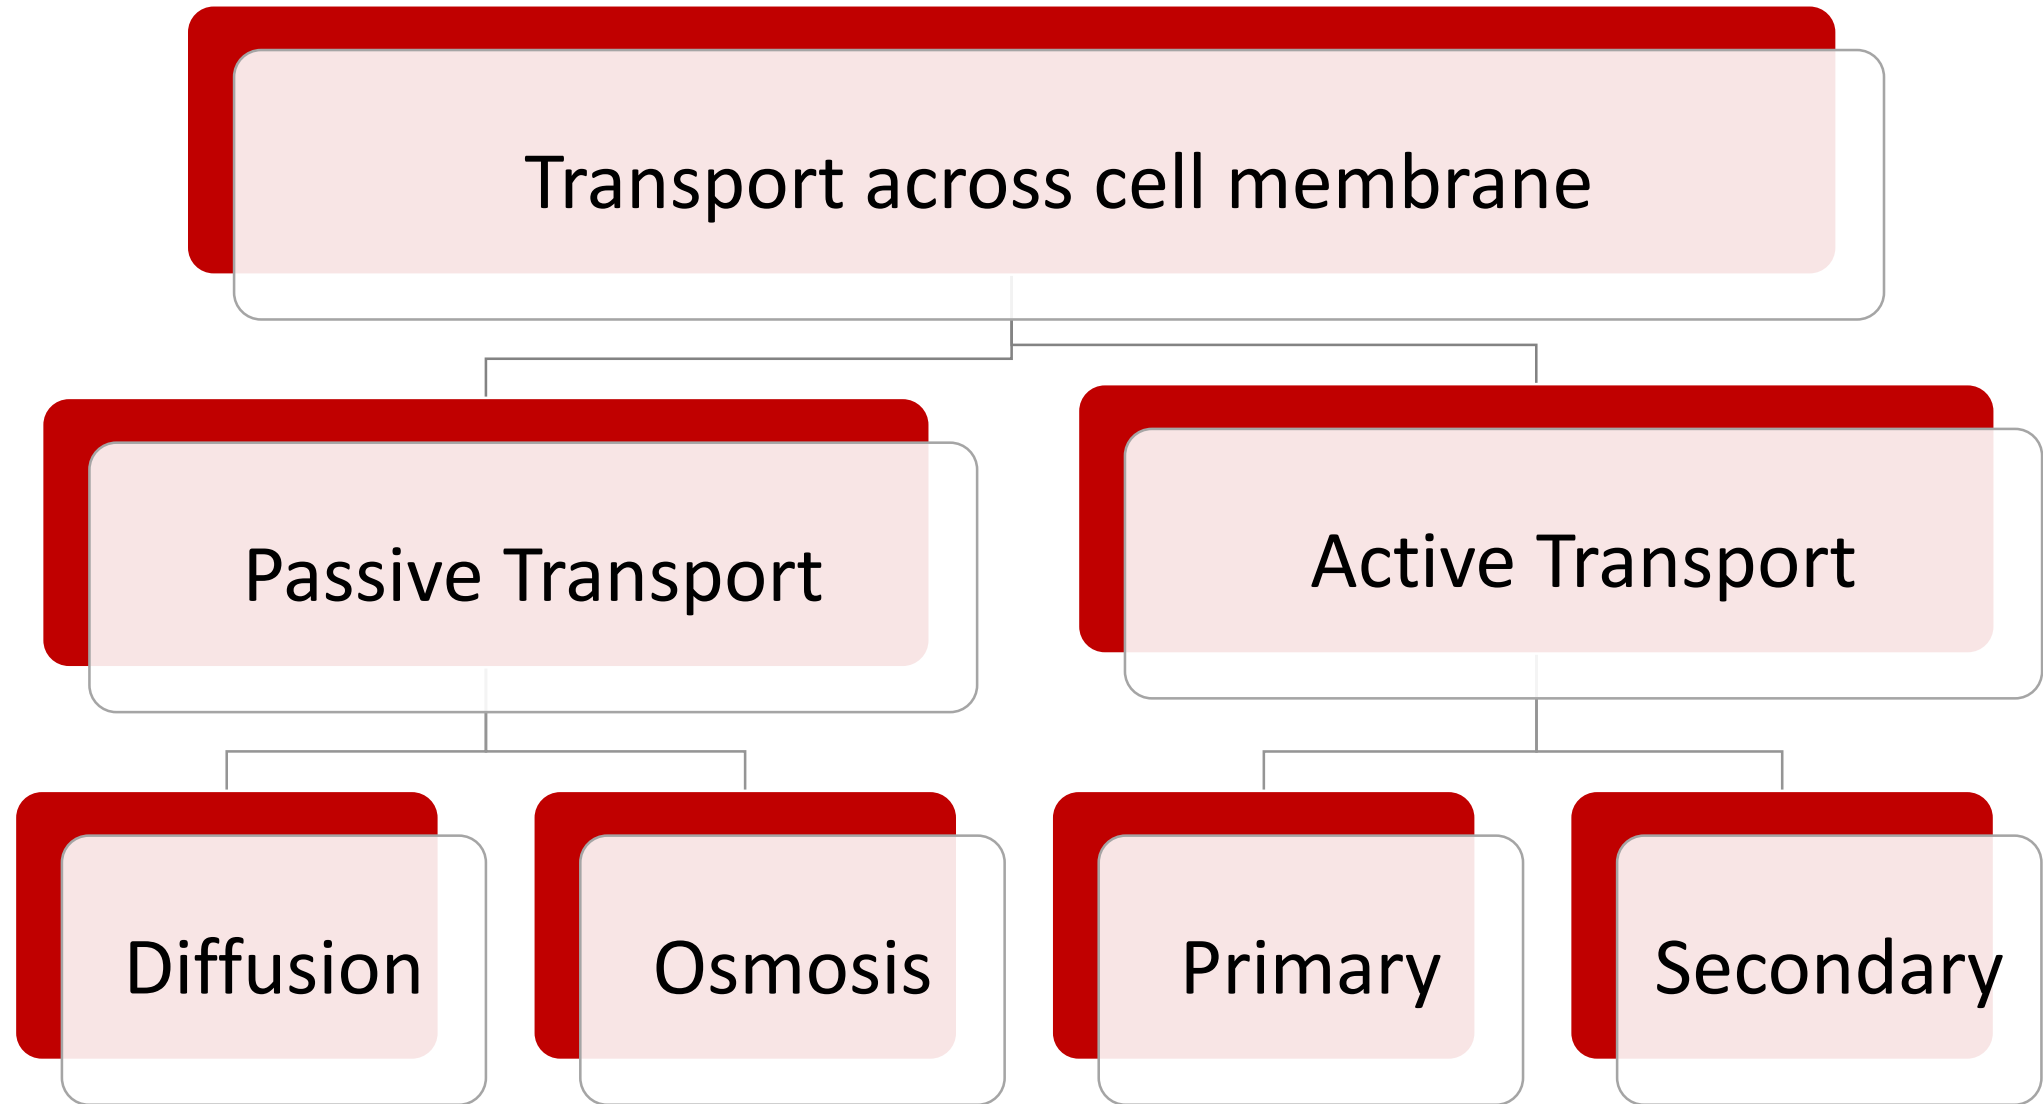 Transport across cell membrane
Passive Transport
Active Transport
Diffusion
Osmosis
Primary
Secondary